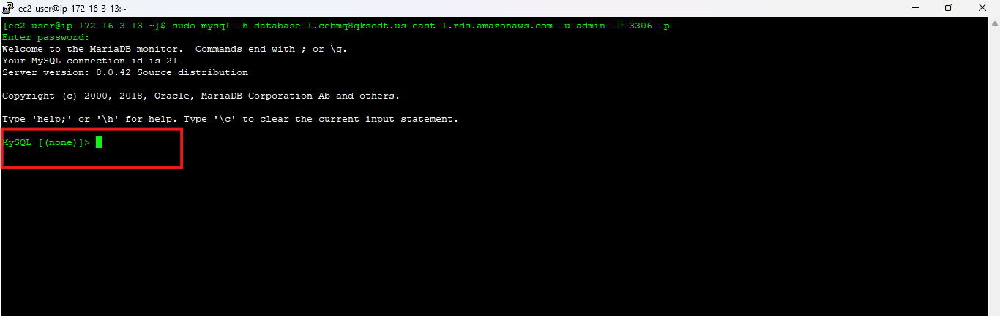 ec2-user@ip-172-16-3-13:~
[ec2-user@ip-172-16-3-13 ~]$ sudo mysql -h database-1.cebmq8qksodt.us-east-1.rds.amazonaws.com -u admin -P 3306 -p
Enter password:
Welcome to the MariaDB monitor.  Commands end with ; or \g.
Your MySQL connection id is 21
Server version: 8.0.42 Source distribution
Copyright (c) 2000, 2018, Oracle, MariaDB Corporation Ab and others.
Type 'help;' or '\h' for help. Type '\c' to clear the current input statement.
MySQL [(none)]>